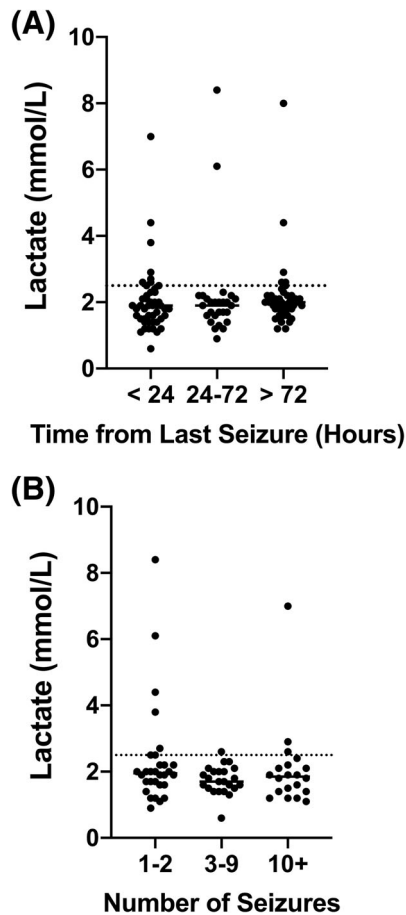 (A)
10
8
6
4
2
0
Lactate (mmol/L)
< 24 24-72 > 72
Time from Last Seizure (Hours)
(B)
10
8
6
4
2
0
Lactate (mmol/L)
1-2 3-9 10+
Number of Seizures